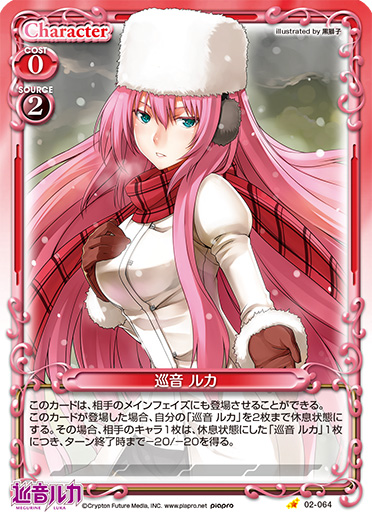 Character
illustrated by 黒獅子
COST
0
SOURCE
2
巡音 ルカ
このカードは、相手のメインフェイズにも登場させることができる。
このカードが登場した場合、自分の「巡音 ルカ」を2枚まで休息状態に
する。その場合、相手のキャラ1枚は、休息状態にした「巡音 ルカ」1枚
につき、ターン終了時まで-20/-20を得る。
巡音ルカ
MEGURINE LUKA
©Crypton Future Media, INC. www.piapro.net piapro
02-064